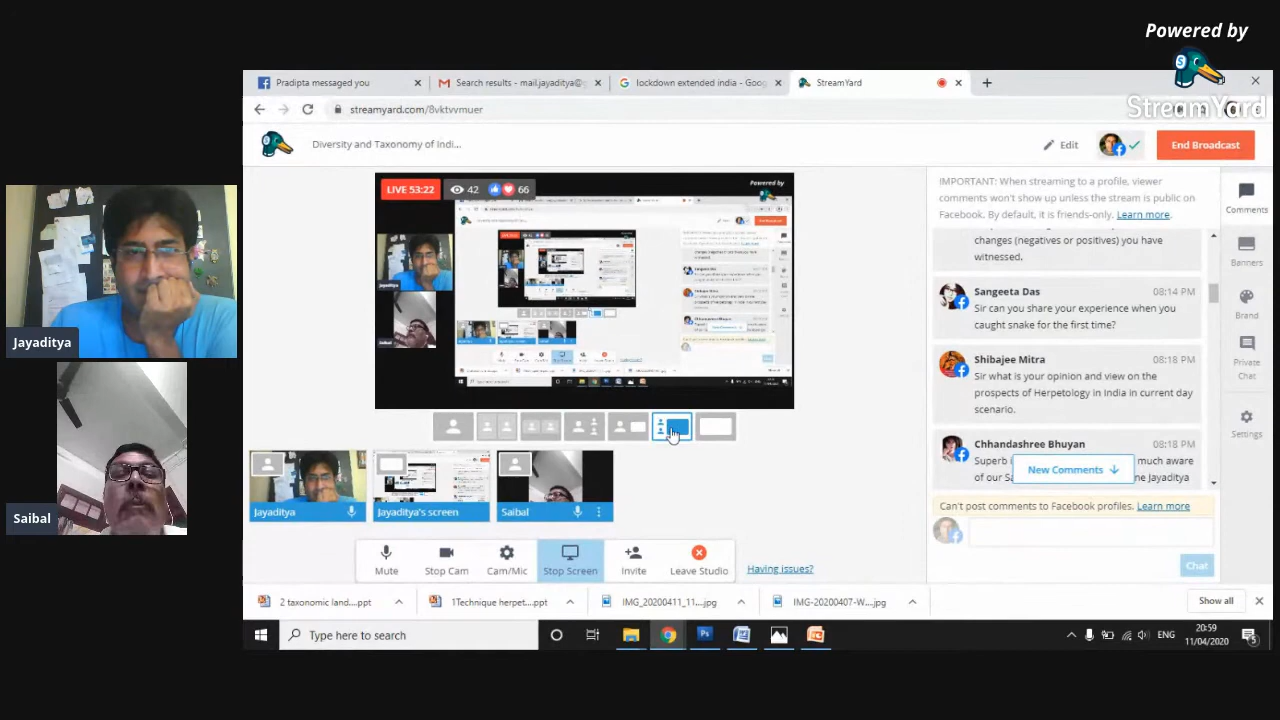 Powered by
StreamYard
Pradipta messaged you
Search results - mail.jayaditya@
lockdown extended india - Goog
StreamYard
streamyard.com/8vktvvmuer
Diversity and Taxonomy of Indi...
Edit
End Broadcast
LIVE 53:22
42
66
Powered by
Jayaditya
Saibal
IMPORTANT: When streaming to a profile, viewer
comments won't show up unless the stream is public on
Facebook. By default, it is friends-only. Learn more.
changes (negatives or positives) you have
witnessed.
Sangeeta Das 08:14 PM
Sir can you share your experience when you
caught snake for the first time?
Shibajee Mitra 08:18 PM
Sir what is your opinion and view on the
prospects of Herpetology in India in current day
scenario.
Chhandashree Bhuyan 08:18 PM
Superb
much aware
of our Sa
ne Jayaditya
New Comments
Can't post comments to Facebook profiles. Learn more
Chat
Comments
Banners
Brand
Private
Chat
Settings
Jayaditya
Saibal
Jayaditya
Jayaditya's screen
Saibal
Mute
Stop Cam
Cam/Mic
Stop Screen
Invite
Leave Studio
Having issues?
2 taxonomic land....ppt
1Technique herpet....ppt
IMG_20200411_11....jpg
IMG-20200407-W....jpg
Show all
Type here to search
ENG
20:59
11/04/2020
5